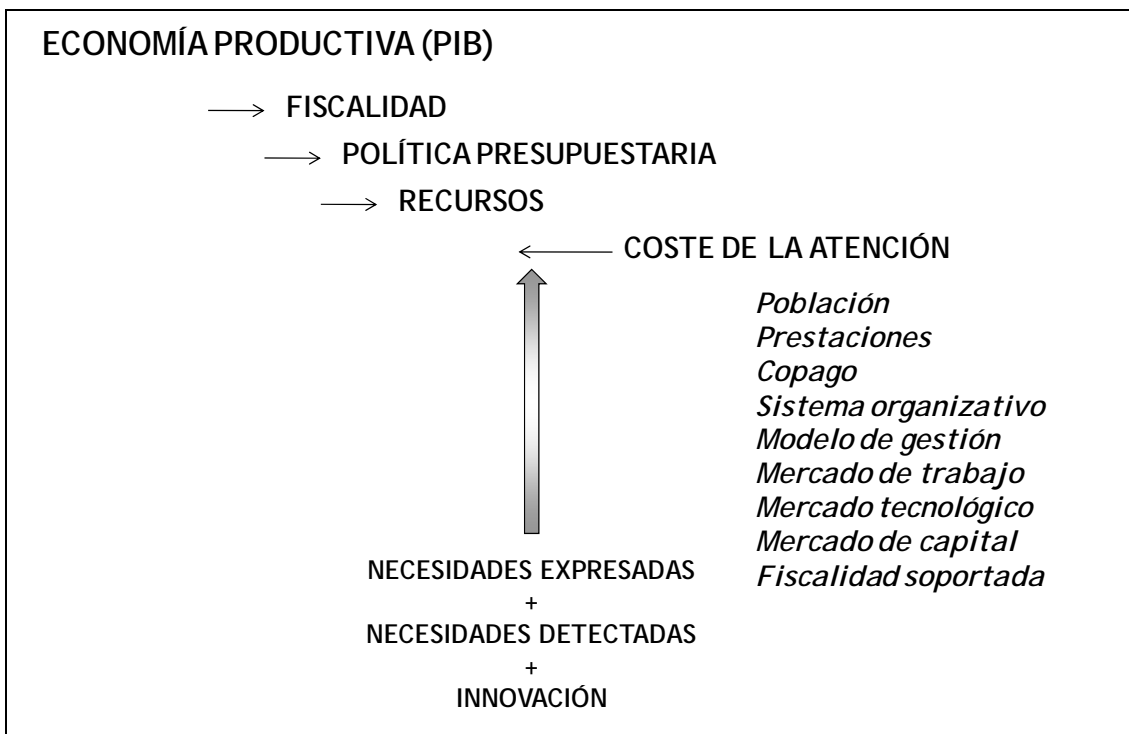 ECONOMÍA PRODUCTIVA (PIB)
FISCALIDAD
POLÍTICA PRESUPUESTARIA
RECURSOS
COSTE DE LA ATENCIÓN
Población
Prestaciones
Copago
Sistema organizativo
Modelo de gestión
Mercado de trabajo
Mercado tecnológico
Mercado de capital
Fiscalidad soportada
NECESIDADES EXPRESADAS
+
NECESIDADES DETECTADAS
+
INNOVACIÓN